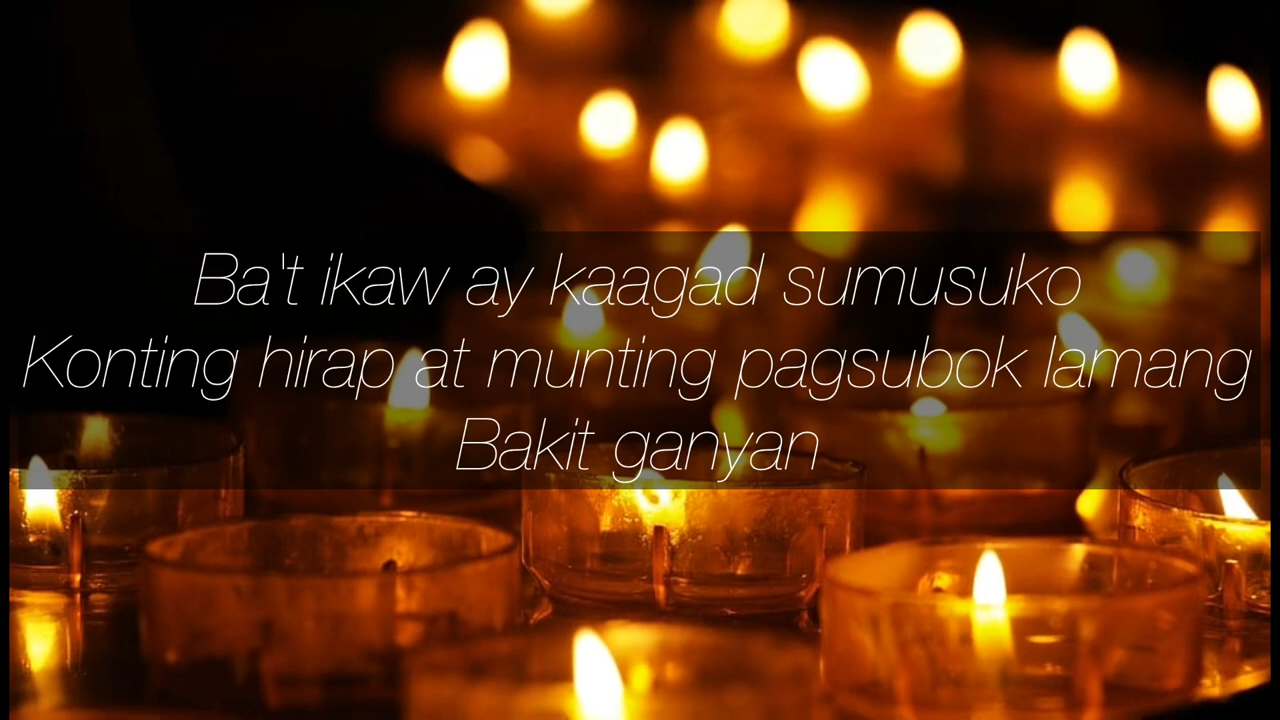 Ba't ikaw ay kaagad sumusuko
Konting hirap at munting pagsubok lamang
Bakit ganyan